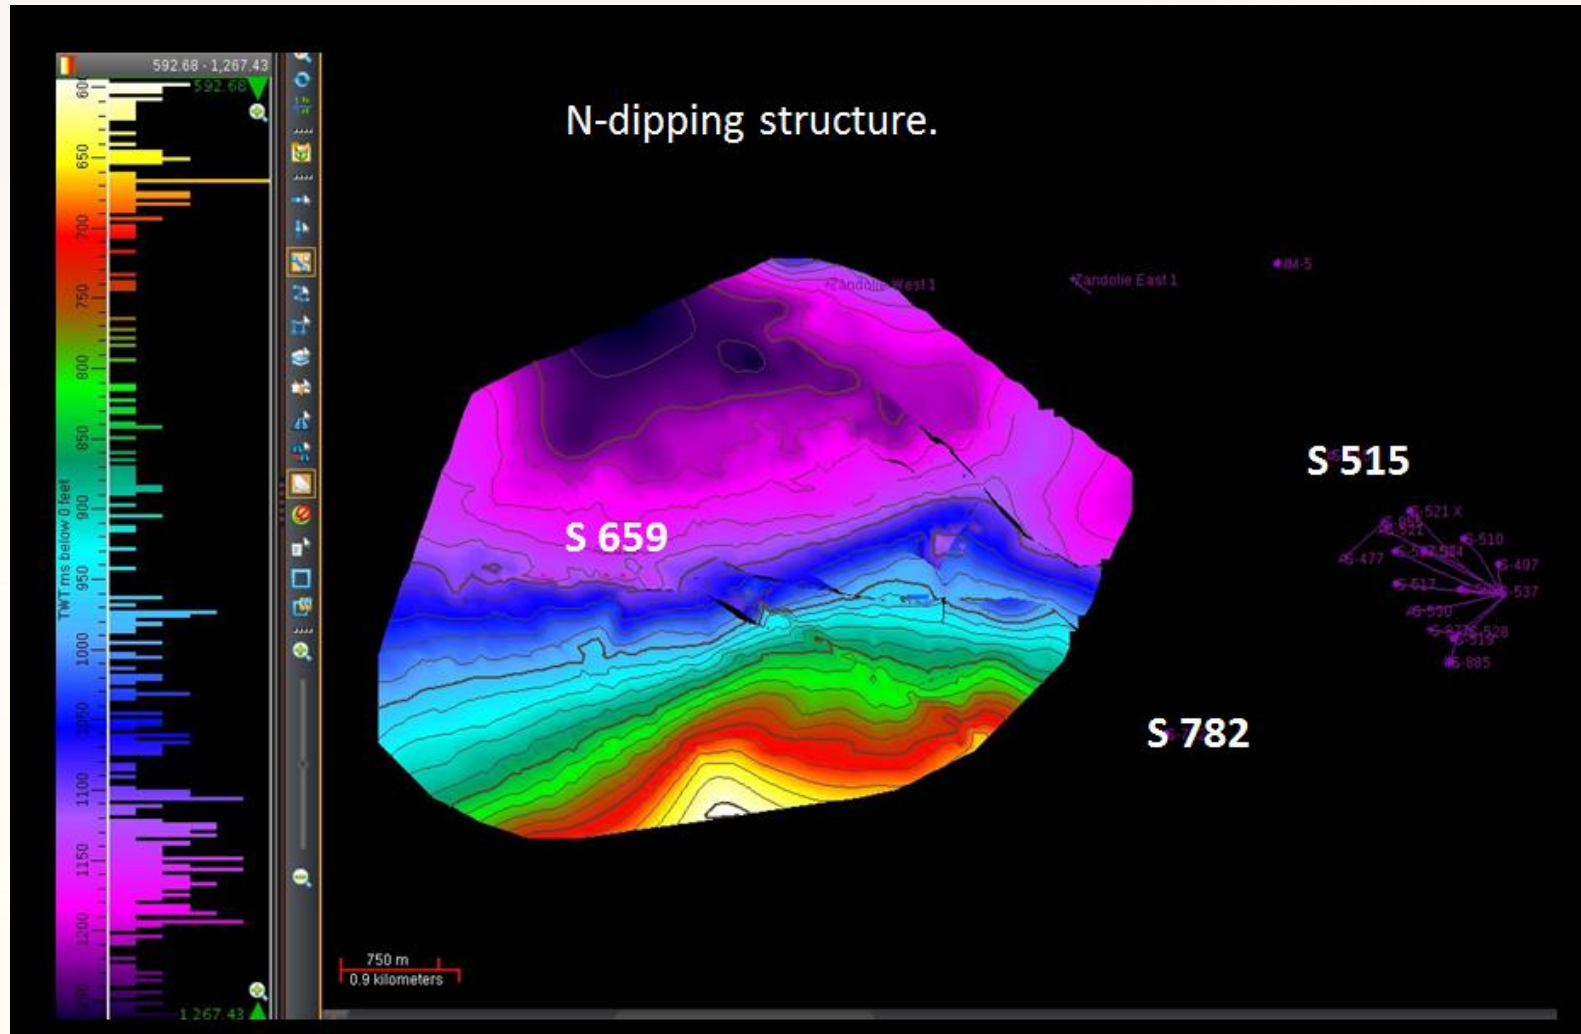 592.68 - 1,267.43
592.68
600
650
700
750
800
850
900
950
1000
1050
1100
1150
1200
1,267.43
TWT ms below 0 feet
N-dipping structure.
Zandolie West 1
Zandolie East 1
S 515
S 659
S-510
S-477
S-497
S-517
S-537
S-530
S-528
S-519
S-885
S 782
750 m
0.9 kilometers